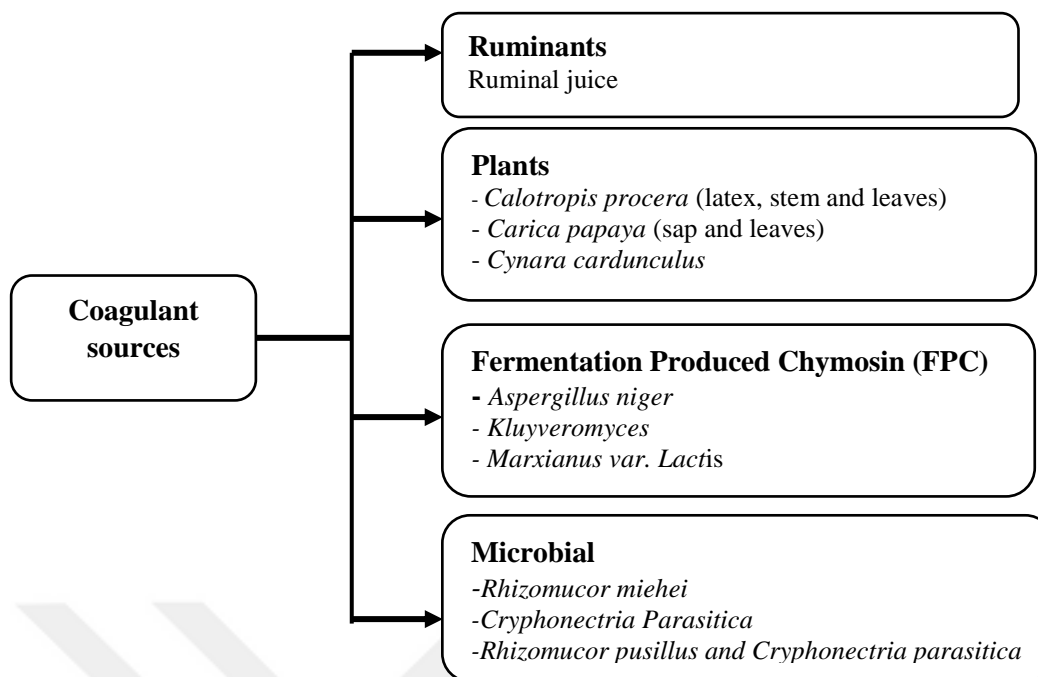 Ruminants
Ruminal juice
Plants
- Calotropis procera (latex, stem and leaves)
- Carica papaya (sap and leaves)
- Cynara cardunculus
Coagulant
sources
Fermentation Produced Chymosin (FPC)
- Aspergillus niger
- Kluyveromyces
- Marxianus var. Lactis
Microbial
-Rhizomucor miehei
-Cryphonectria Parasitica
-Rhizomucor pusillus and Cryphonectria parasitica